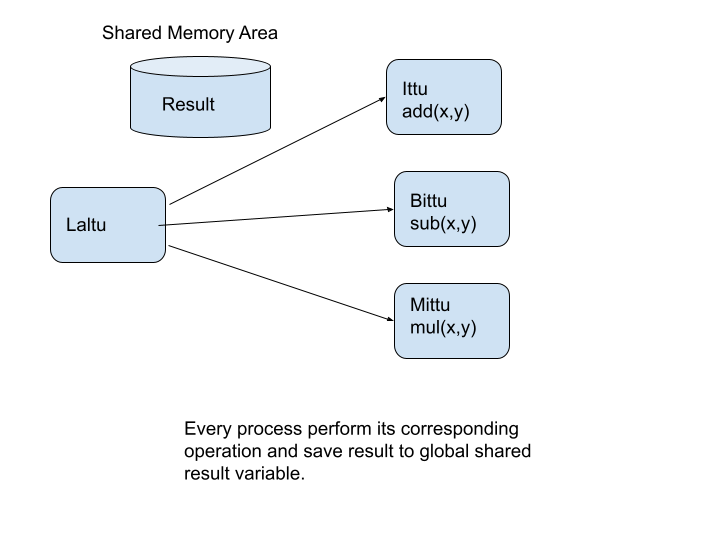 Shared Memory Area
Result
Ittu
add(x,y)
Laltu
Bittu
sub(x,y)
Mittu
mul(x,y)
Every process perform its corresponding
operation and save result to global shared
result variable.